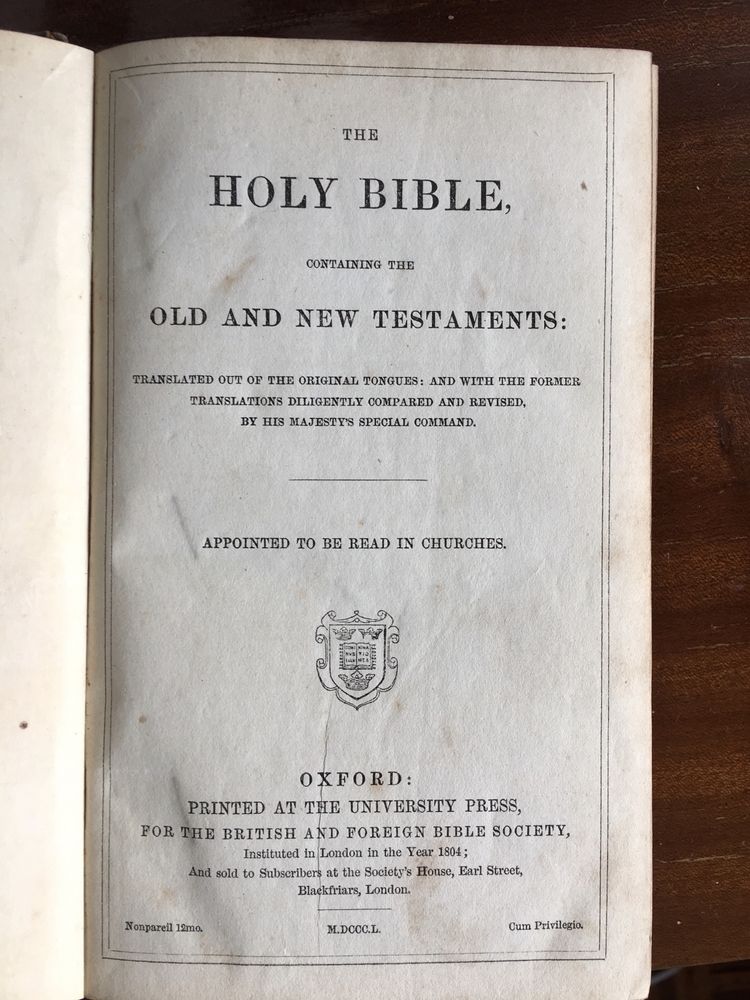 THE
HOLY BIBLE,
CONTAINING THE
OLD AND NEW TESTAMENTS:
TRANSLATED OUT OF THE ORIGINAL TONGUES: AND WITH THE FORMER
TRANSLATIONS DILIGENTLY COMPARED AND REVISED,
BY HIS MAJESTY'S SPECIAL COMMAND.
APPOINTED TO BE READ IN CHURCHES.
OXFORD:
PRINTED AT THE UNIVERSITY PRESS,
FOR THE BRITISH AND FOREIGN BIBLE SOCIETY,
Instituted in London in the Year 1804;
And sold to Subscribers at the Society's House, Earl Street,
Blackfriars, London.
Nonpareil 12mo. M.DCCC.L. Cum Privilegio.